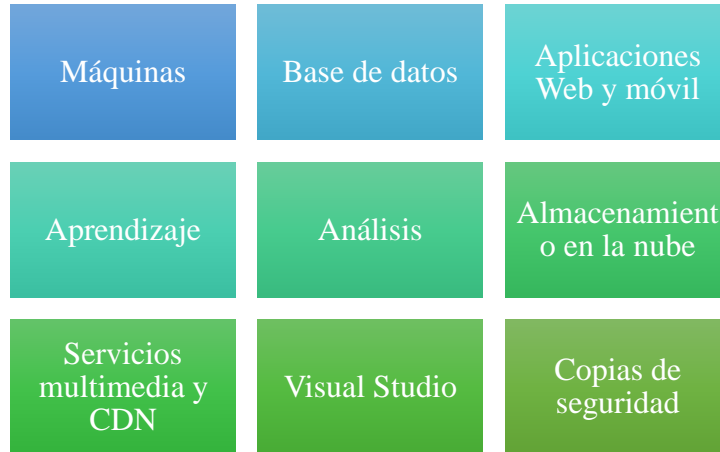 Máquinas
Base de datos
Aplicaciones
Web y móvil
Aprendizaje
Análisis
Almacenamient
o en la nube
Servicios
multimedia y
CDN
Visual Studio
Copias de
seguridad